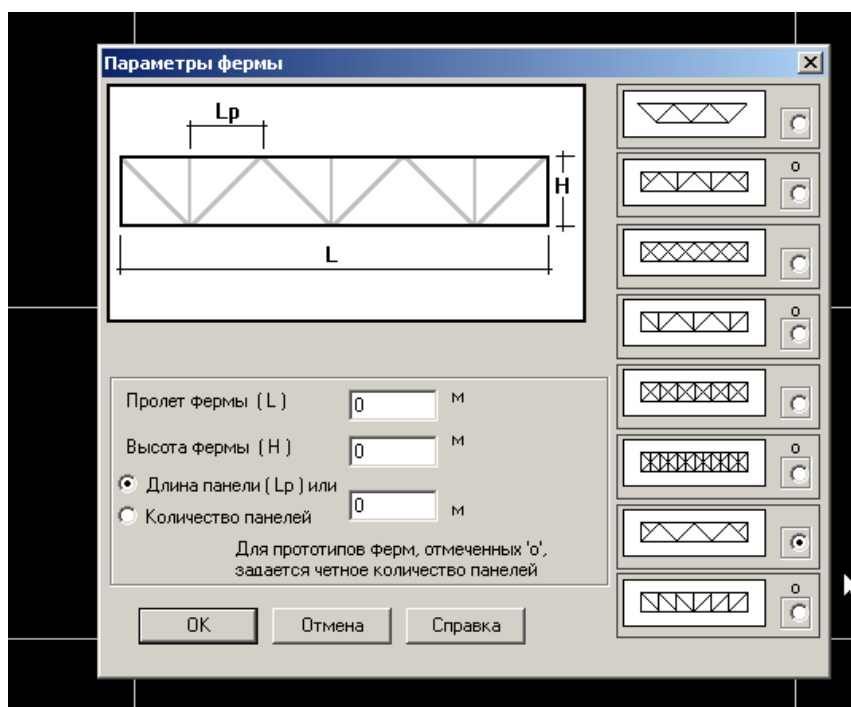 Параметры фермы
Lp
H
L
o
o
o
o
Пролет фермы ( L )
0
м
Высота фермы ( H )
0
м
Длина панели ( Lp ) или
Количество панелей
0
м
Для прототипов ферм, отмеченных 'о',
задается четное количество панелей
OK
Отмена
Справка